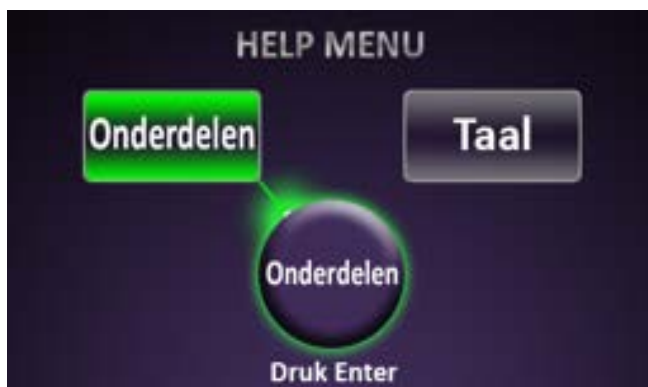 HELP MENU
Onderdelen
Taal
Onderdelen
Druk Enter